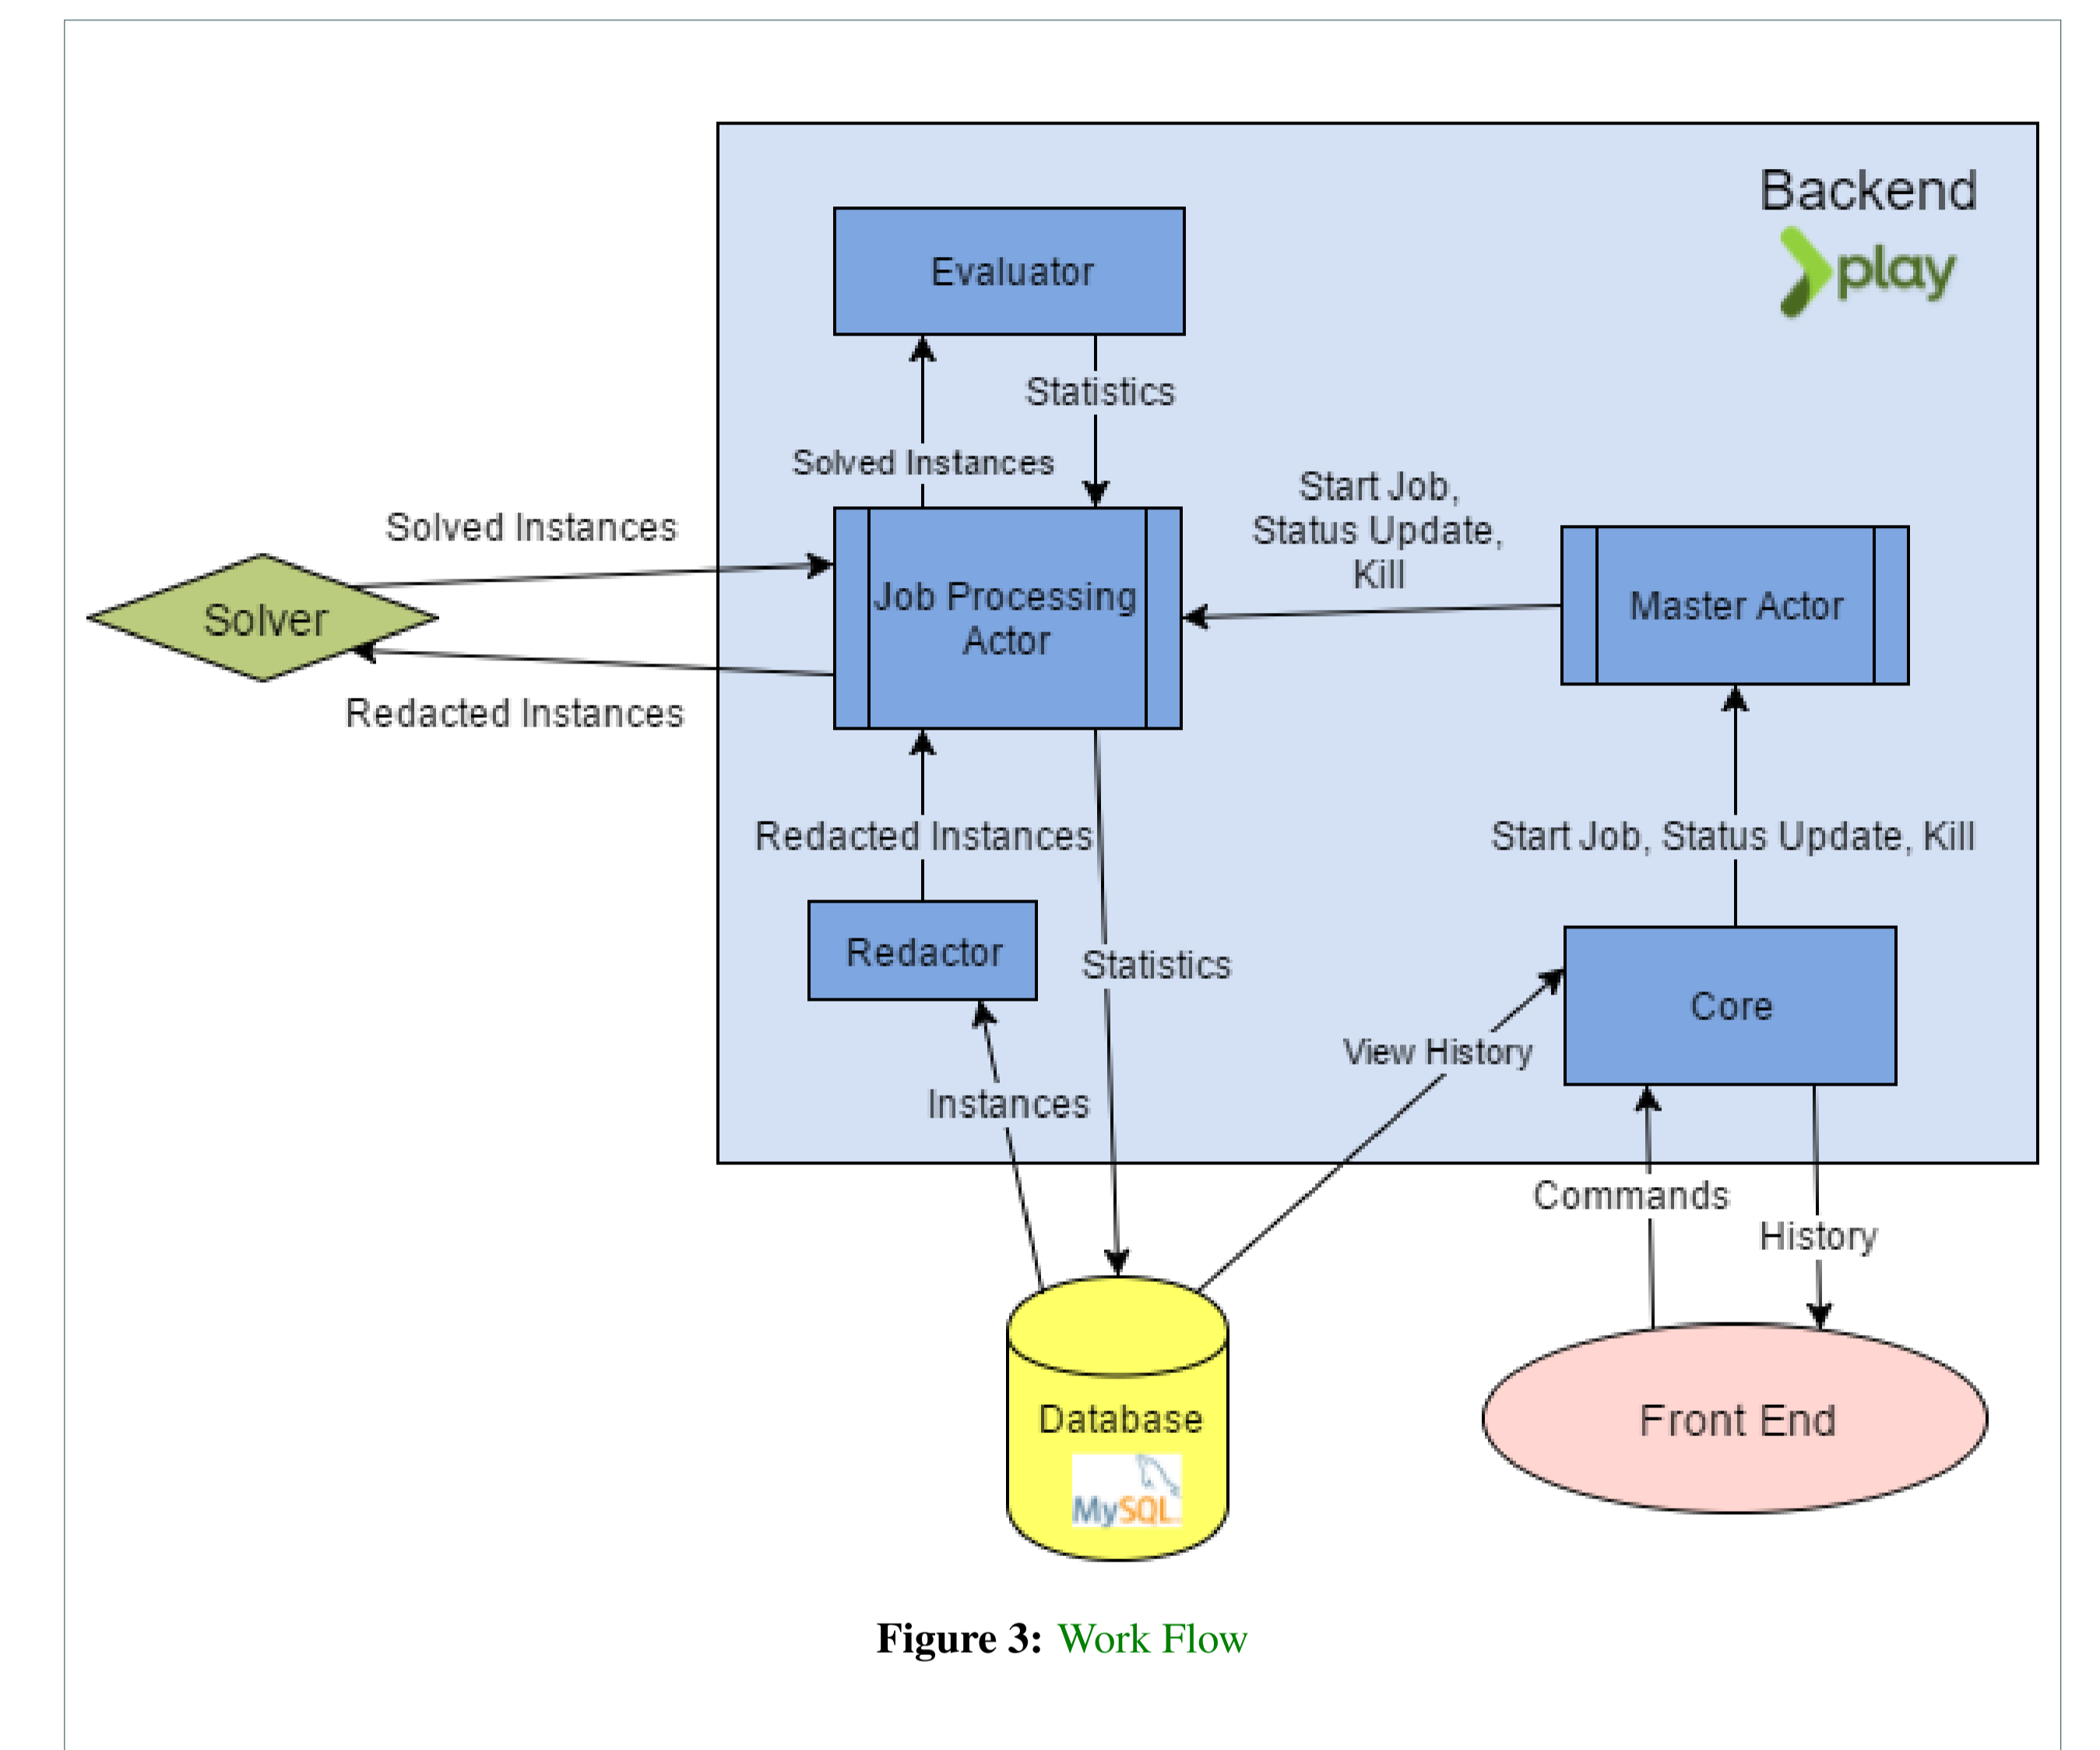 Backend
play
Evaluator
Statistics
Solved Instances
Start Job,
Status Update,
Kill
Solved Instances
Solver
Job Processing
Actor
Master Actor
Redacted Instances
Redacted Instances
Start Job, Status Update, Kill
Redactor
Statistics
Core
View History
Instances
Commands
History
Database
MySQL
Front End
Figure 3: Work Flow